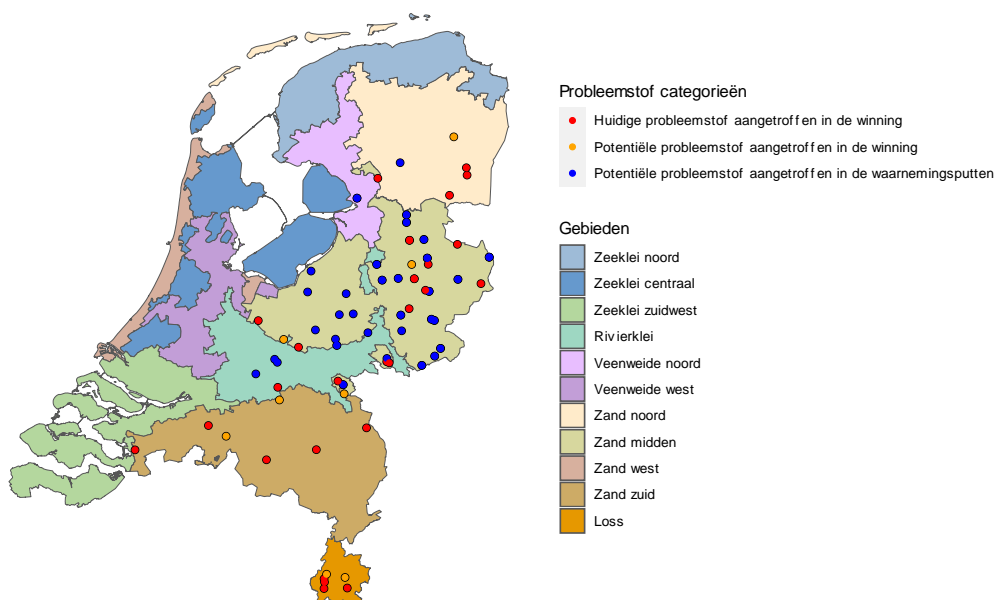 Probleemstof categorieën
Huidige probleemstof aangetroffen in de winning
Potentiële probleemstof aangetroffen in de winning
Potentiële probleemstof aangetroffen in de waarnemingsputten
Gebieden
Zeeklei noord
Zeeklei centraal
Zeeklei zuidwest
Rivierklei
Veenweide noord
Veenweide west
Zand noord
Zand midden
Zand west
Zand zuid
Loss